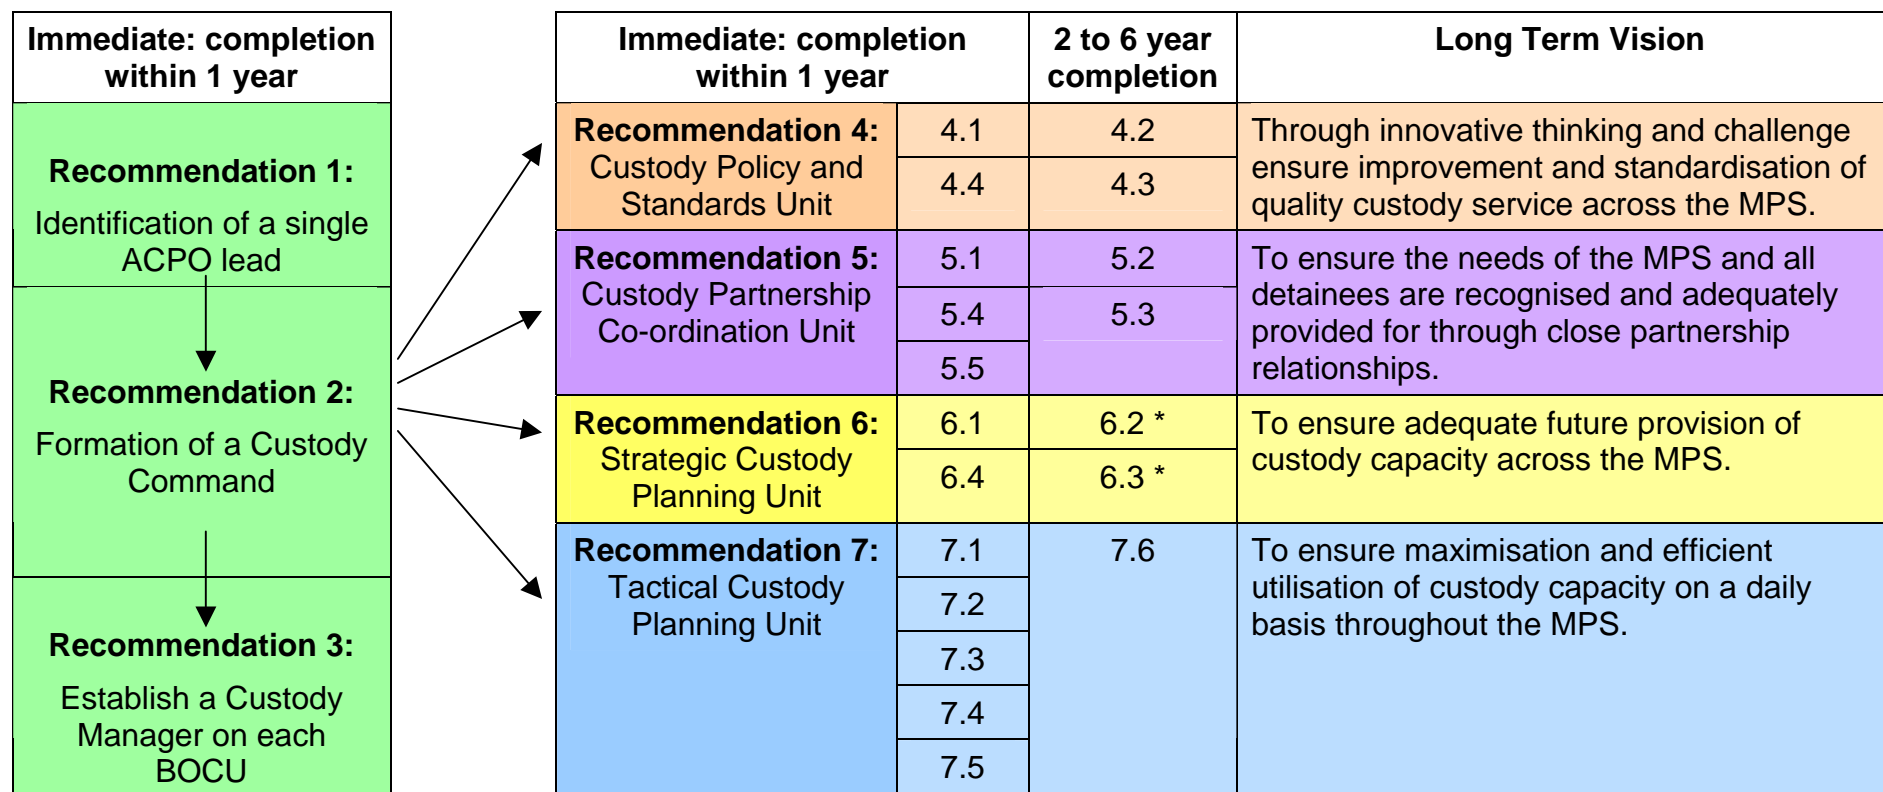 Immediate: completion
within 1 year
Recommendation 1:
Identification of a single
ACPO lead
Recommendation 2:
Formation of a Custody
Command
Recommendation 3:
Establish a Custody
Manager on each
BOCU
Immediate: completion
within 1 year
2 to 6 year
completion
Long Term Vision
Recommendation 4:
Custody Policy and
Standards Unit
4.1
4.4
4.2
4.3
Through innovative thinking and challenge
ensure improvement and standardisation of
quality custody service across the MPS.
Recommendation 5:
Custody Partnership
Co-ordination Unit
5.1
5.4
5.5
5.2
5.3
To ensure the needs of the MPS and all
detainees are recognised and adequately
provided for through close partnership
relationships.
Recommendation 6:
Strategic Custody
Planning Unit
6.1
6.4
6.2 *
6.3 *
To ensure adequate future provision of
custody capacity across the MPS.
Recommendation 7:
Tactical Custody
Planning Unit
7.1
7.2
7.3
7.4
7.5
7.6
To ensure maximisation and efficient
utilisation of custody capacity on a daily
basis throughout the MPS.